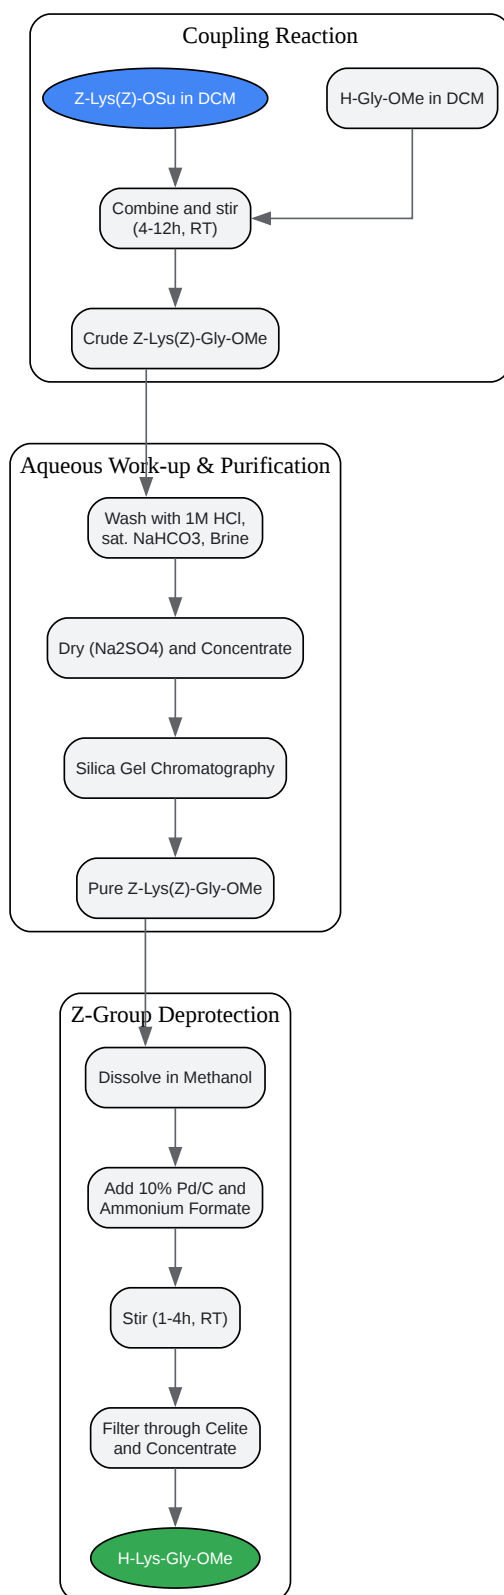 Coupling Reaction
Z-Lys(Z)-OSu in DCM
H-Gly-OMe in DCM
Combine and stir
(4-12h, RT)
Crude Z-Lys(Z)-Gly-OMe
Aqueous Work-up & Purification
Wash with 1M HCl,
sat. NaHCO3, Brine
Dry (Na2SO4) and Concentrate
Silica Gel Chromatography
Pure Z-Lys(Z)-Gly-OMe
Z-Group Deprotection
Dissolve in Methanol
Add 10% Pd/C and
Ammonium Formate
Stir (1-4h, RT)
Filter through Celite
and Concentrate
H-Lys-Gly-OMe